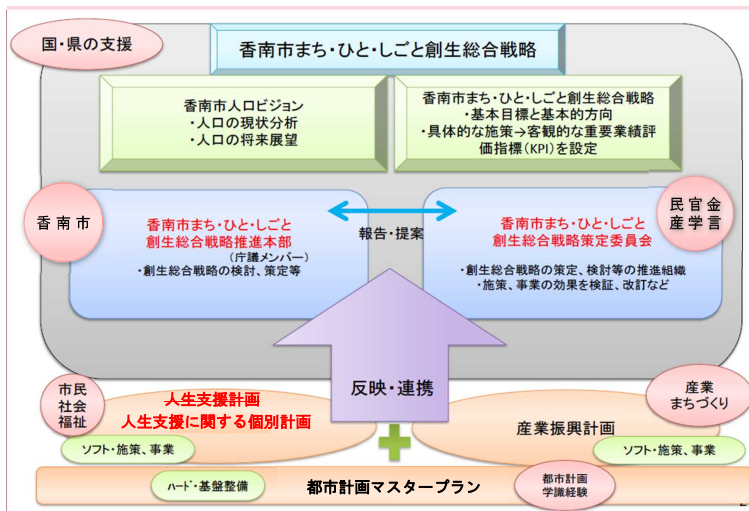 国・県の支援
香南市まち・ひと・しごと創生総合戦略
香南市人口ビジョン
・人口の現状分析
・人口の将来展望
香南市まち・ひと・しごと創生総合戦略
・基本目標と基本的方向
・具体的な施策→客観的な重要業績評
価指標(KPI)を設定
香南市
香南市まち・ひと・しごと
創生総合戦略推進本部
(庁議メンバー)
・創生総合戦略の検討、策定等
報告・提案
民官金
産学言
香南市まち・ひと・しごと
創生総合戦略策定委員会
・創生総合戦略の策定、検討等の推進組織
・施策、事業の効果を検証、改訂など
反映・連携
市民
社会
福祉
人生支援計画
人生支援に関する個別計画
ソフト・施策、事業
産業
まちづくり
産業振興計画
ソフト・施策、事業
ハード・基盤整備
都市計画マスタープラン
都市計画
学識経験